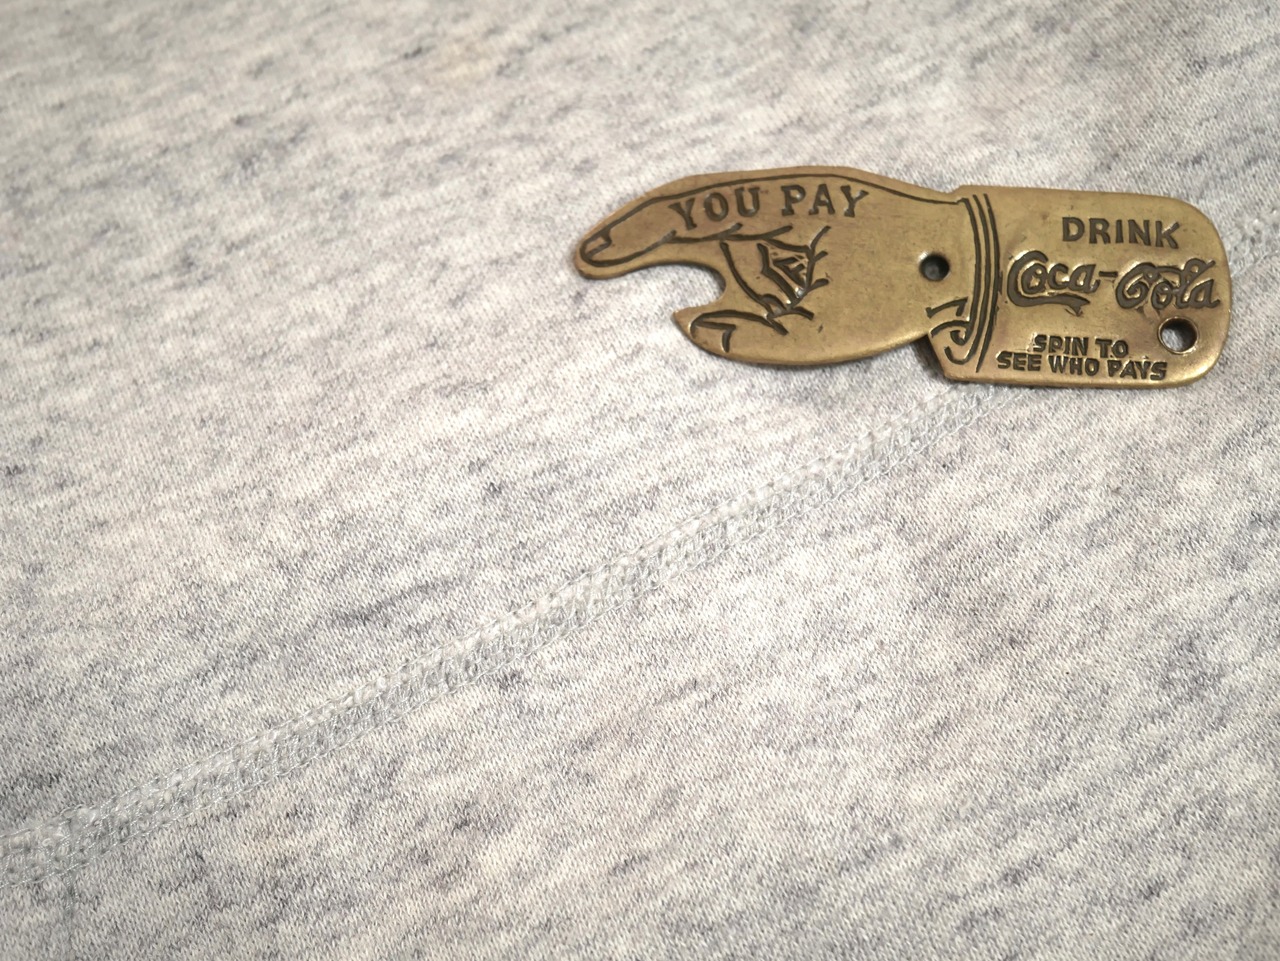 YOU PAY
DRINK
Coca-Cola
SPIN TO
SEE WHO PAYS